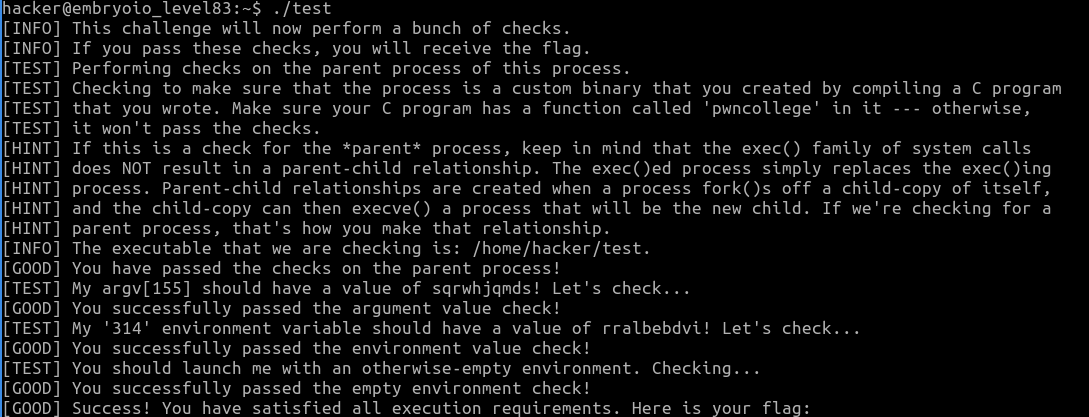 hacker@embryoio_level83:~$ ./test
[INFO] This challenge will now perform a bunch of checks.
[INFO] If you pass these checks, you will receive the flag.
[TEST] Performing checks on the parent process of this process.
[TEST] Checking to make sure that the process is a custom binary that you created by compiling a C program
[TEST] that you wrote. Make sure your C program has a function called 'pwncollege' in it --- otherwise,
[TEST] it won't pass the checks.
[HINT] If this is a check for the *parent* process, keep in mind that the exec() family of system calls
[HINT] does NOT result in a parent-child relationship. The exec()ed process simply replaces the exec()ing
[HINT] process. Parent-child relationships are created when a process fork()s off a child-copy of itself,
[HINT] and the child-copy can then execve() a process that will be the new child. If we're checking for a
[HINT] parent process, that's how you make that relationship.
[INFO] The executable that we are checking is: /home/hacker/test.
[GOOD] You have passed the checks on the parent process!
[TEST] My argv[155] should have a value of sqrwhjqmds! Let's check...
[GOOD] You successfully passed the argument value check!
[TEST] My '314' environment variable should have a value of rralbebdvi! Let's check...
[GOOD] You successfully passed the environment value check!
[TEST] You should launch me with an otherwise-empty environment. Checking...
[GOOD] You successfully passed the empty environment check!
[GOOD] Success! You have satisfied all execution requirements. Here is your flag: